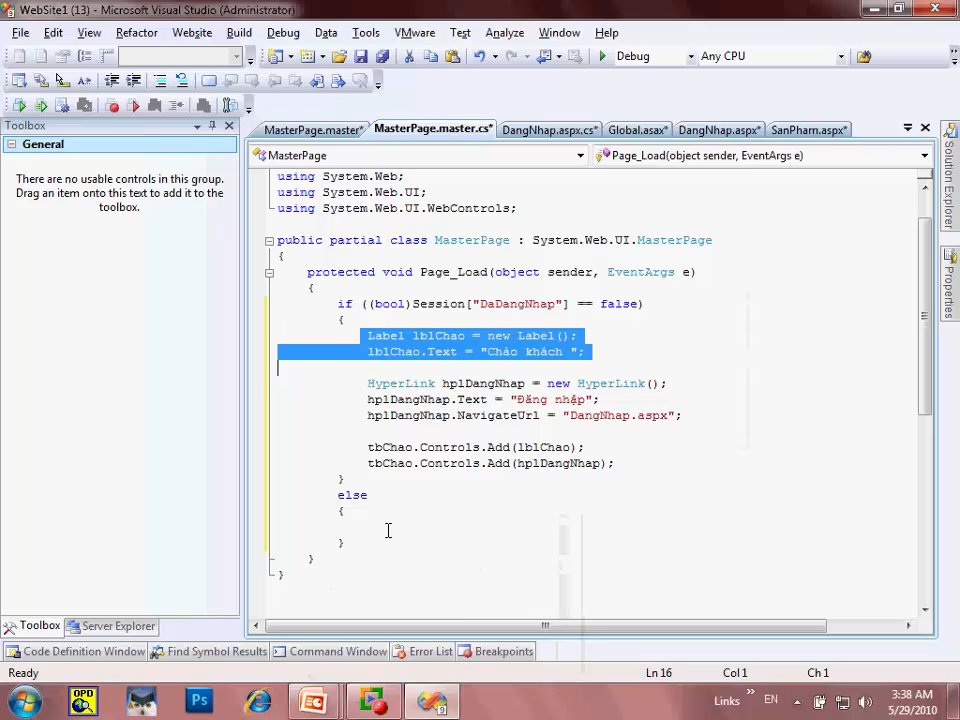 WebSite1 (13) - Microsoft Visual Studio (Administrator)
File Edit View Refactor Website Build Debug Data Tools VMware Test Analyze Window Help
Debug Any CPU
Toolbox
General
There are no usable controls in this group.
Drag an item onto this text to add it to the
toolbox.
MasterPage.master* MasterPage.master.cs* DangNhap.aspx.cs* Global.asax* DangNhap.aspx* SanPham.aspx*
MasterPage Page_Load(object sender, EventArgs e)
using System.Web;
using System.Web.UI;
using System.Web.UI.WebControls;
public partial class MasterPage : System.Web.UI.MasterPage
{
protected void Page_Load(object sender, EventArgs e)
{
if ((bool)Session["DaDangNhap"] == false)
{
Label lblChao = new Label();
lblChao.Text = "Chào khách ";
HyperLink hplDangNhap = new HyperLink();
hplDangNhap.Text = "Đăng nhập";
hplDangNhap.NavigateUrl = "DangNhap.aspx";
tbChao.Controls.Add(lblChao);
tbChao.Controls.Add(hplDangNhap);
}
else
{
}
}
}
Solution Explorer
Properties
Toolbox Server Explorer
Code Definition Window Find Symbol Results Command Window Error List Breakpoints
Ready Ln 16 Col 1 Ch 1
OPD Ps Links EN 3:38 AM
5/29/2010